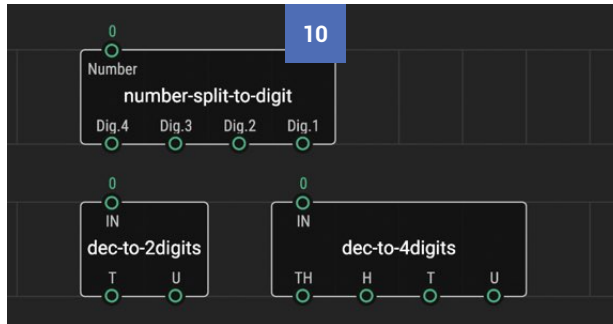 10
0
Number
number-split-to-digit
Dig.4 Dig.3 Dig.2 Dig.1
0 0
IN IN
dec-to-2digits dec-to-4digits
T U TH H T U